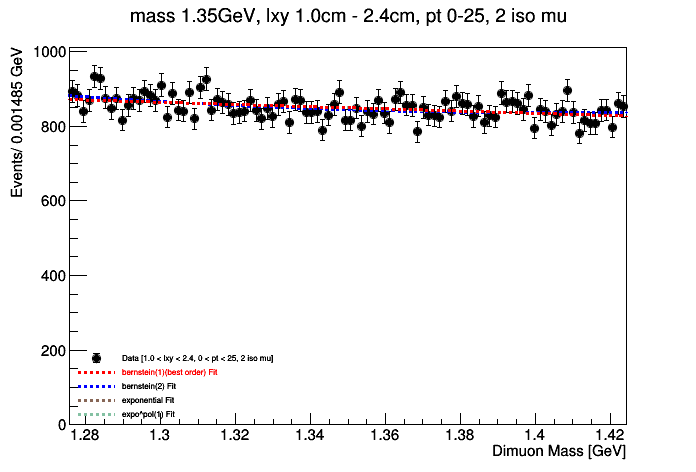 mass 1.35GeV, lxy 1.0cm - 2.4cm, pt 0-25, 2 iso mu
Events/ 0.001485 GeV
1000
800
600
400
200
0
Data [1.0 < lxy < 2.4, 0 < pt < 25, 2 iso mu]
bernstein(1)(best order) Fit
bernstein(2) Fit
exponential Fit
expo*pol(1) Fit
1.28 1.3 1.32 1.34 1.36 1.38 1.4 1.42
Dimuon Mass [GeV]